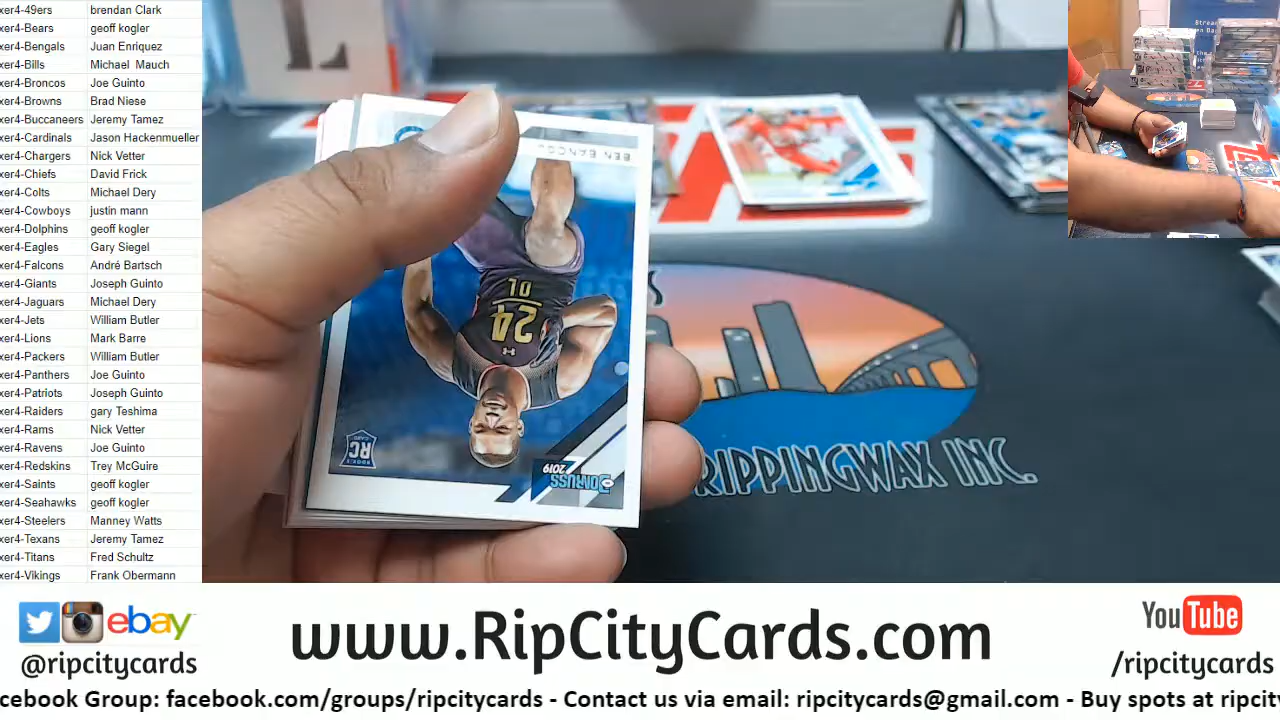 xer4-49ers brendan Clark
xer4-Bears geoff kogler
xer4-Bengals Juan Enriquez
xer4-Bills Michael Mauch
xer4-Broncos Joe Guinto
xer4-Browns Brad Niese
xer4-Buccaneers Jeremy Tamez
xer4-Cardinals Jason Hackenmueller
xer4-Chargers Nick Vetter
xer4-Chiefs David Frick
xer4-Colts Michael Dery
xer4-Cowboys justin mann
xer4-Dolphins geoff kogler
xer4-Eagles Gary Siegel
xer4-Falcons André Bartsch
xer4-Giants Joseph Guinto
xer4-Jaguars Michael Dery
xer4-Jets William Butler
xer4-Lions Mark Barre
xer4-Packers William Butler
xer4-Panthers Joe Guinto
xer4-Patriots Joseph Guinto
xer4-Raiders gary Teshima
xer4-Rams Nick Vetter
xer4-Ravens Joe Guinto
xer4-Redskins Trey McGuire
xer4-Saints geoff kogler
xer4-Seahawks geoff kogler
xer4-Steelers Manney Watts
xer4-Texans Jeremy Tamez
xer4-Titans Fred Schultz
xer4-Vikings Frank Obermann
BEN
OL
24
RC
2019
DONRUSS
RIPPINGWAX INC.
ebay
@ripcitycards
www.RipCityCards.com
YouTube
/ripcitycards
cebook Group: facebook.com/groups/ripcitycards - Contact us via email: ripcitycards@gmail.com - Buy spots at ripcity